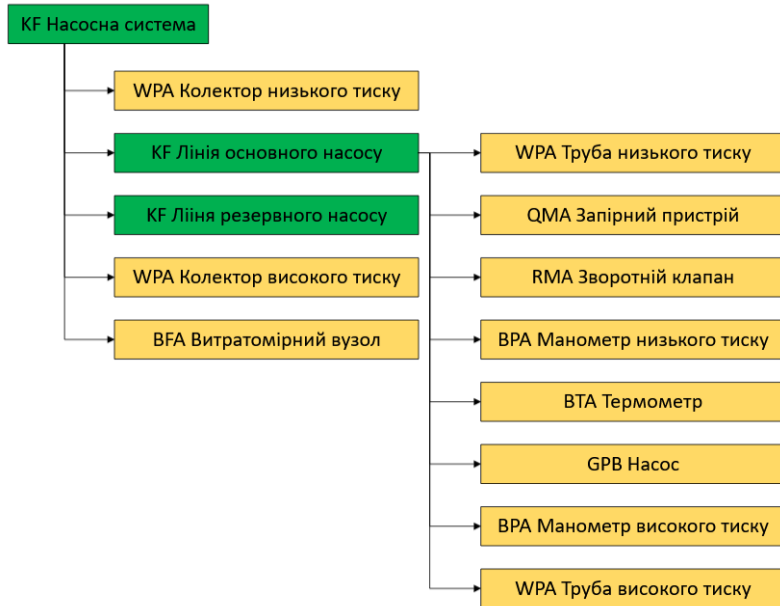 KF Насосна система
WPA Колектор низького тиску
KF Лінія основного насосу
KF Лііня резервного насосу
WPA Колектор високого тиску
BFA Витратомірний вузол
WPA Труба низького тиску
QMA Запірний пристрій
RMA Зворотній клапан
BPA Манометр низького тиску
BTA Термометр
GPB Насос
BPA Манометр високого тиску
WPA Труба високого тиску